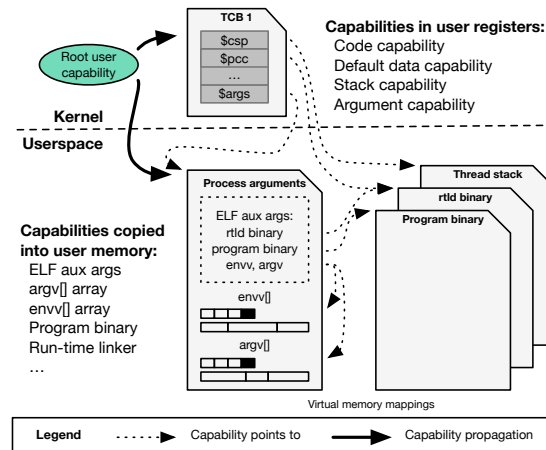 TCB 1
$csp
$pcc
...
$args
Root user
capability
Capabilities in user registers:
Code capability
Default data capability
Stack capability
Argument capability
Kernel
Userspace
Process arguments
ELF aux args:
rtld binary
program binary
envv, argv
envv[]
argv[]
Thread stack
rtld binary
Program binary
Capabilities copied
into user memory:
ELF aux args
argv[] array
envv[] array
Program binary
Run-time linker
...
Virtual memory mappings
Legend
Capability points to
Capability propagation